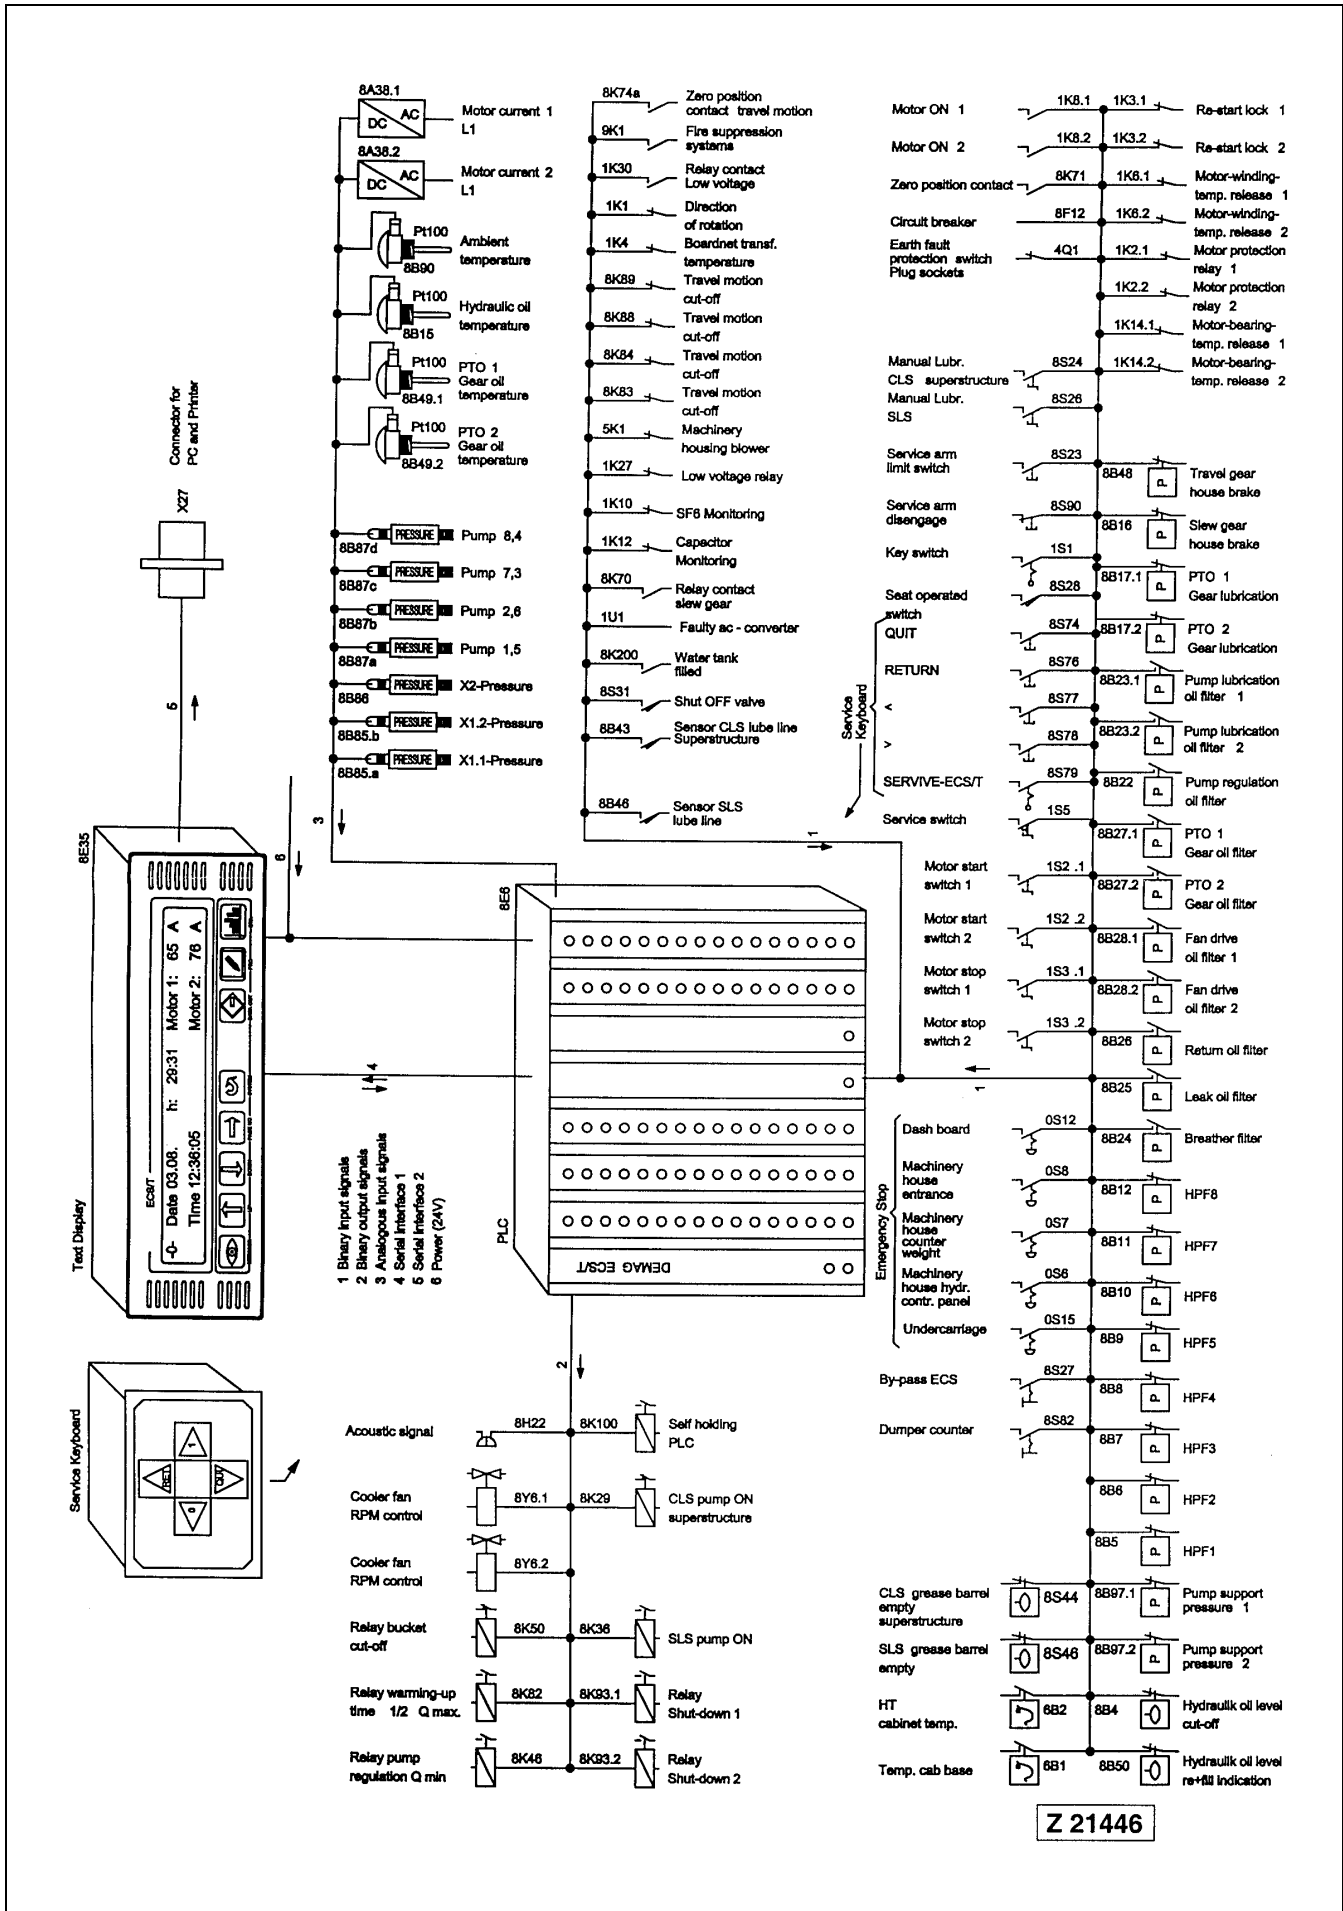 8A38.1
DC
AC
Motor current 1
L1
8A38.2
DC
AC
Motor current 2
L1
Pt100
8B90
Ambient
temperature
Pt100
8B15
Hydraulic oil
temperature
Pt100
8B49.1
PTO 1
Gear oil
temperature
Pt100
8B49.2
PTO 2
Gear oil
temperature
8B87d
PRESSURE
Pump 8,4
8B87c
PRESSURE
Pump 7,3
8B87b
PRESSURE
Pump 2,6
8B87a
PRESSURE
Pump 1,5
8B86
PRESSURE
X2-Pressure
8B85.b
PRESSURE
X1.2-Pressure
8B85.a
PRESSURE
X1.1-Pressure
3
Connector for
PC and Printer
X27
5
6
8K74a
Zero position
contact travel motion
9K1
Fire suppression
systems
1K30
Relay contact
Low voltage
1K1
Direction
of rotation
1K4
Boardnet transf.
temperature
8K89
Travel motion
cut-off
8K88
Travel motion
cut-off
8K84
Travel motion
cut-off
8K83
Travel motion
cut-off
5K1
Machinery
housing blower
1K27
Low voltage relay
1K10
SF6 Monitoring
1K12
Capacitor
Monitoring
8K70
Relay contact
slew gear
1U1
Faulty ac - converter
8K200
Water tank
filled
8S31
Shut OFF valve
8B43
Sensor CLS lube line
Superstructure
8B46
Sensor SLS
lube line
1
Motor ON 1
1K8.1
1K3.1
Re-start lock 1
Motor ON 2
1K8.2
1K3.2
Re-start lock 2
Zero position contact
8K71
1K6.1
Motor-winding-
temp. release 1
Circuit breaker
8F12
1K6.2
Motor-winding-
temp. release 2
Earth fault
protection switch
Plug sockets
4Q1
1K2.1
Motor protection
relay 1
1K2.2
Motor protection
relay 2
1K14.1
Motor-bearing-
temp. release 1
Manual Lubr.
CLS superstructure
8S24
1K14.2
Motor-bearing-
temp. release 2
Manual Lubr.
SLS
8S26
Service arm
limit switch
8S23
8B48
P
Travel gear
house brake
Service arm
disengage
8S90
8B16
P
Slew gear
house brake
Key switch
1S1
8B17.1
P
PTO 1
Gear lubrication
Seat operated
switch
8S28
Service
Keyboard
QUIT
8S74
8B17.2
P
PTO 2
Gear lubrication
RETURN
8S76
8B23.1
P
Pump lubrication
oil filter 1
<
8S77
8B23.2
P
Pump lubrication
oil filter 2
>
8S78
SERVIVE-ECS/T
8S79
8B22
P
Pump regulation
oil filter
Service switch
1S5
8B27.1
P
PTO 1
Gear oil filter
Motor start
switch 1
1S2 .1
8B27.2
P
PTO 2
Gear oil filter
Motor start
switch 2
1S2 .2
8B28.1
P
Fan drive
oil filter 1
Motor stop
switch 1
1S3 .1
8B28.2
P
Fan drive
oil filter 2
Motor stop
switch 2
1S3 .2
8B26
P
Return oil filter
1
8B25
P
Leak oil filter
Emergency Stop
Dash board
0S12
8B24
P
Breather filter
Machinery
house
entrance
0S8
8B12
P
HPF8
Machinery
house
counter
weight
0S7
8B11
P
HPF7
Machinery
house hydr.
contr. panel
0S6
8B10
P
HPF6
Undercarriage
0S15
8B9
P
HPF5
By-pass ECS
8S27
8B8
P
HPF4
Dumper counter
8S82
8B7
P
HPF3
8B6
P
HPF2
8B5
P
HPF1
CLS grease barrel
empty
superstructure
8S44
8B97.1
P
Pump support
pressure 1
SLS grease barrel
empty
8S46
8B97.2
P
Pump support
pressure 2
HT
cabinet temp.
6B2
8B4
Hydraulik oil level
cut-off
Temp. cab base
6B1
8B50
Hydraulik oil level
re+fill indication
Text Display
8E35
ECS/T
-0- Date 03.08. h: 29:31 Motor 1: 65 A
Time 12:36:05 Motor 2: 76 A
4
1 Binary input signals
2 Binary output signals
3 Analogous input signals
4 Serial interface 1
5 Serial interface 2
6 Power (24V)
8E6
PLC
DEMAG ECS/T
2
Service Keyboard
RET
1
0
QUI
Acoustic signal
8H22
8K100
Self holding
PLC
Cooler fan
RPM control
8Y6.1
8K29
CLS pump ON
superstructure
Cooler fan
RPM control
8Y6.2
Relay bucket
cut-off
8K50
8K36
SLS pump ON
Relay warming-up
time 1/2 Q max.
8K82
8K93.1
Relay
Shut-down 1
Relay pump
regulation Q min
8K46
8K93.2
Relay
Shut-down 2
Z 21446